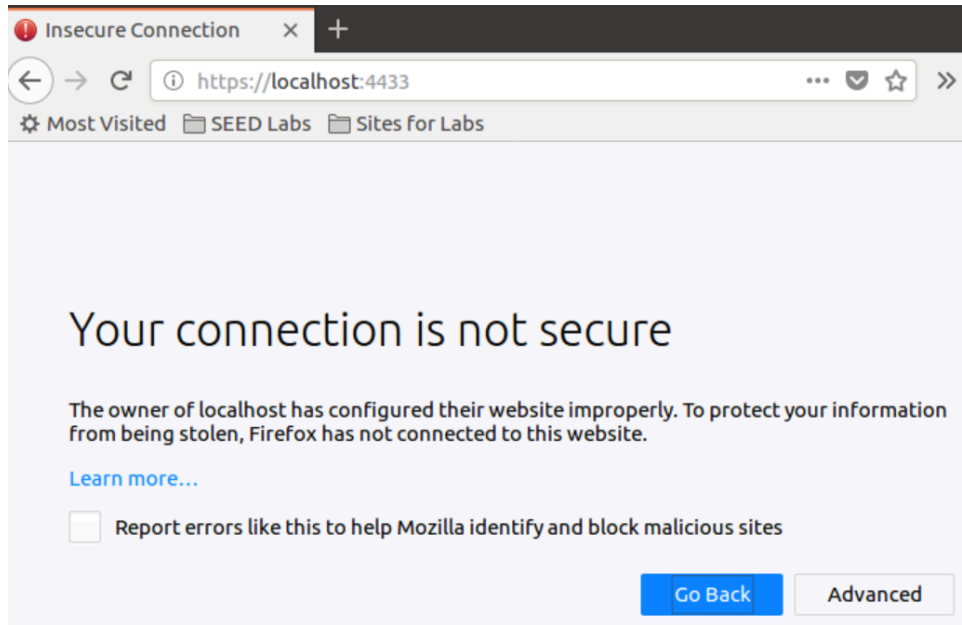 Insecure Connection
https://localhost:4433
Most Visited SEED Labs Sites for Labs
Your connection is not secure
The owner of localhost has configured their website improperly. To protect your information
from being stolen, Firefox has not connected to this website.
Learn more…
Report errors like this to help Mozilla identify and block malicious sites
Go Back Advanced